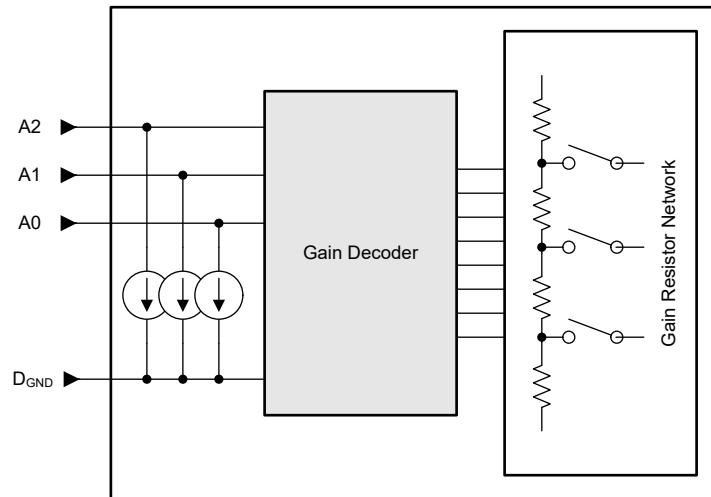 A2
A1
A0
DGND
Gain Decoder
Gain Resistor Network